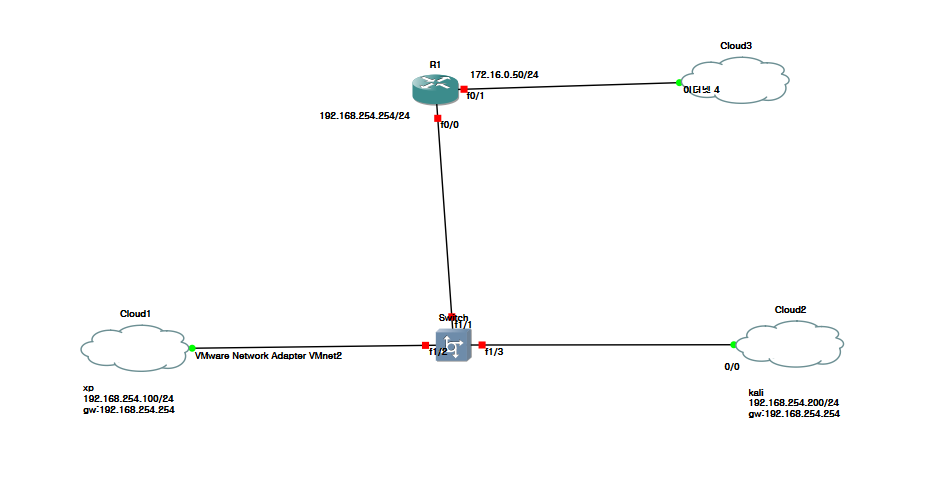 Cloud3
R1
172.16.0.50/24
이더넷 4
f0/1
192.168.254.254/24
f0/0
Cloud1
Switch
f1/1
Cloud2
VMware Network Adapter VMnet2
f1/2
f1/3
0/0
xp
192.168.254.100/24
gw:192.168.254.254
kali
192.168.254.200/24
gw:192.168.254.254